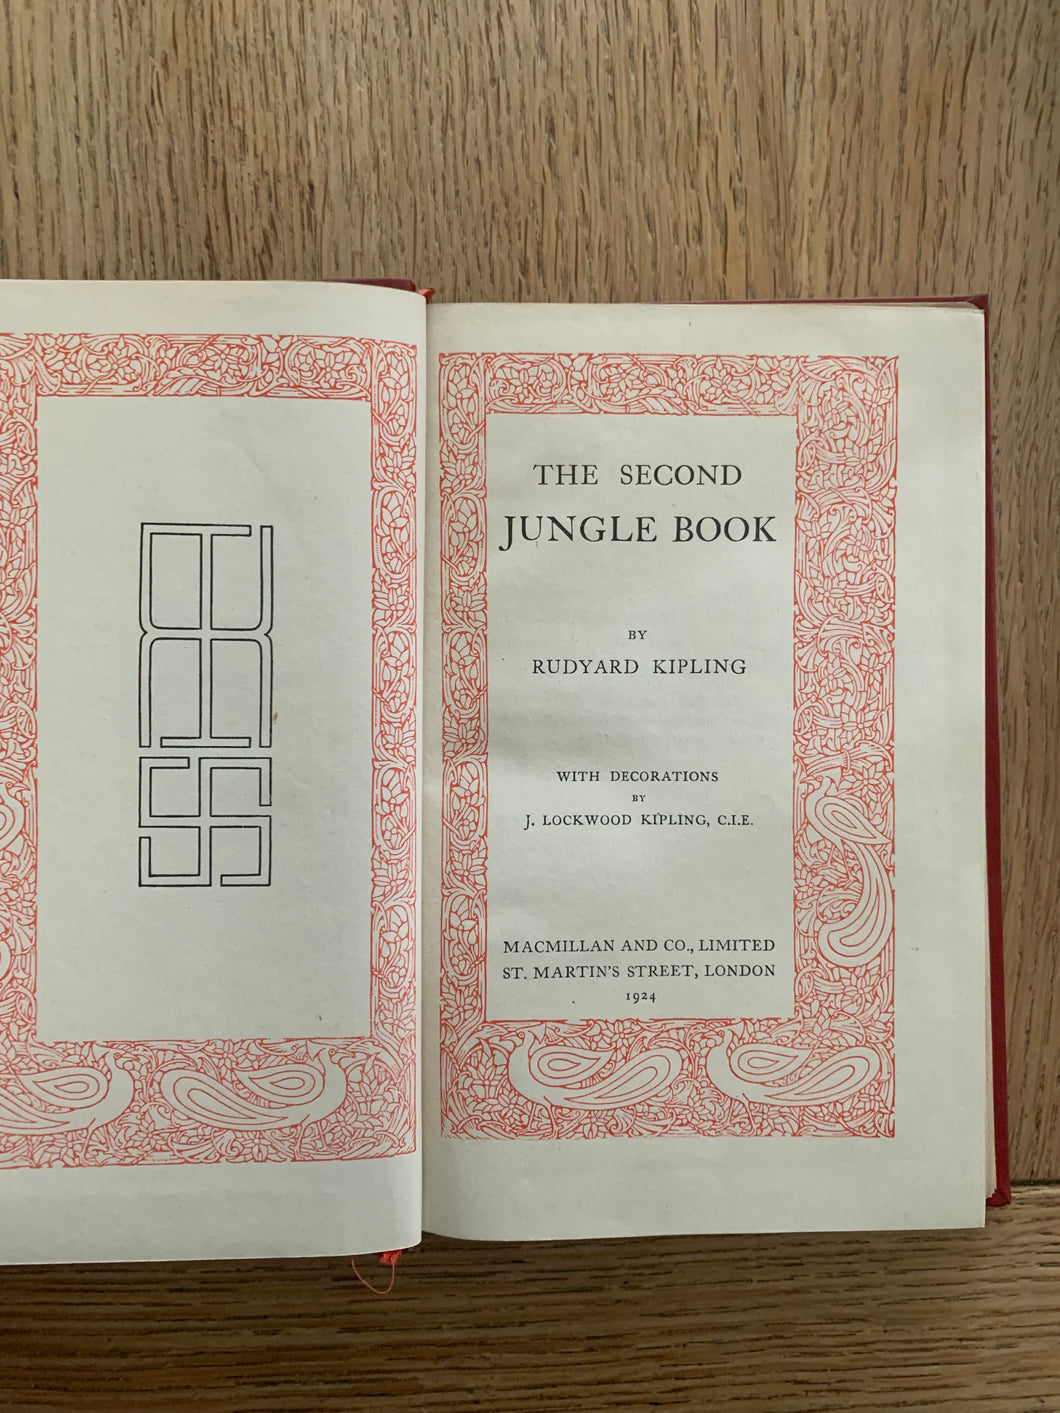 THE SECOND
JUNGLE BOOK
BY
RUDYARD KIPLING
WITH DECORATIONS
BY
J. LOCKWOOD KIPLING, C.I.E.
MACMILLAN AND CO., LIMITED
ST. MARTIN'S STREET, LONDON
1924